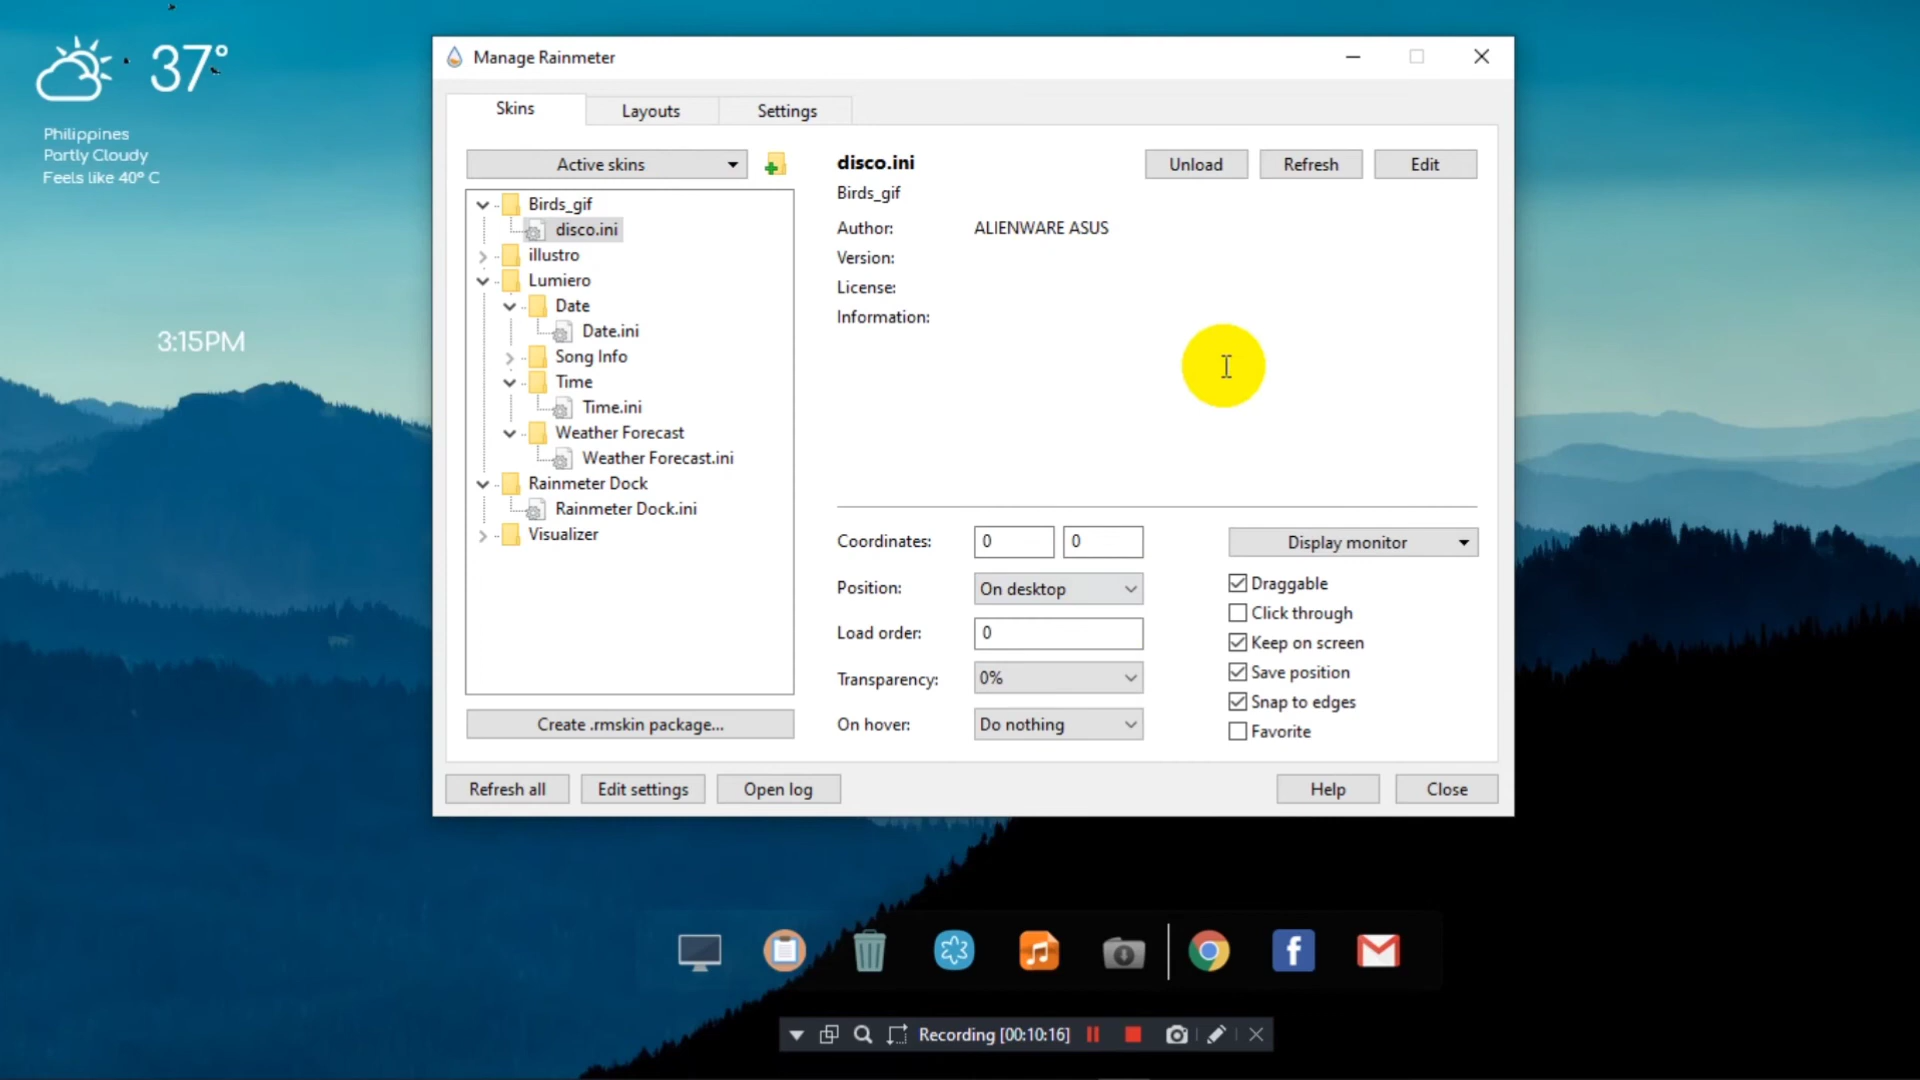 37°
Philippines
Partly Cloudy
Feels like 40° C
3:15PM
Manage Rainmeter
Skins
Layouts
Settings
Active skins
Birds_gif
disco.ini
illustro
Lumiero
Date
Date.ini
Song Info
Time
Time.ini
Weather Forecast
Weather Forecast.ini
Rainmeter Dock
Rainmeter Dock.ini
Visualizer
Create .rmskin package...
disco.ini
Birds_gif
Unload
Refresh
Edit
Author: ALIENWARE ASUS
Version:
License:
Information:
Coordinates: 0 0
Position: On desktop
Load order: 0
Transparency: 0%
On hover: Do nothing
Display monitor
Draggable
Click through
Keep on screen
Save position
Snap to edges
Favorite
Refresh all
Edit settings
Open log
Help
Close
f
Recording [00:10:16]